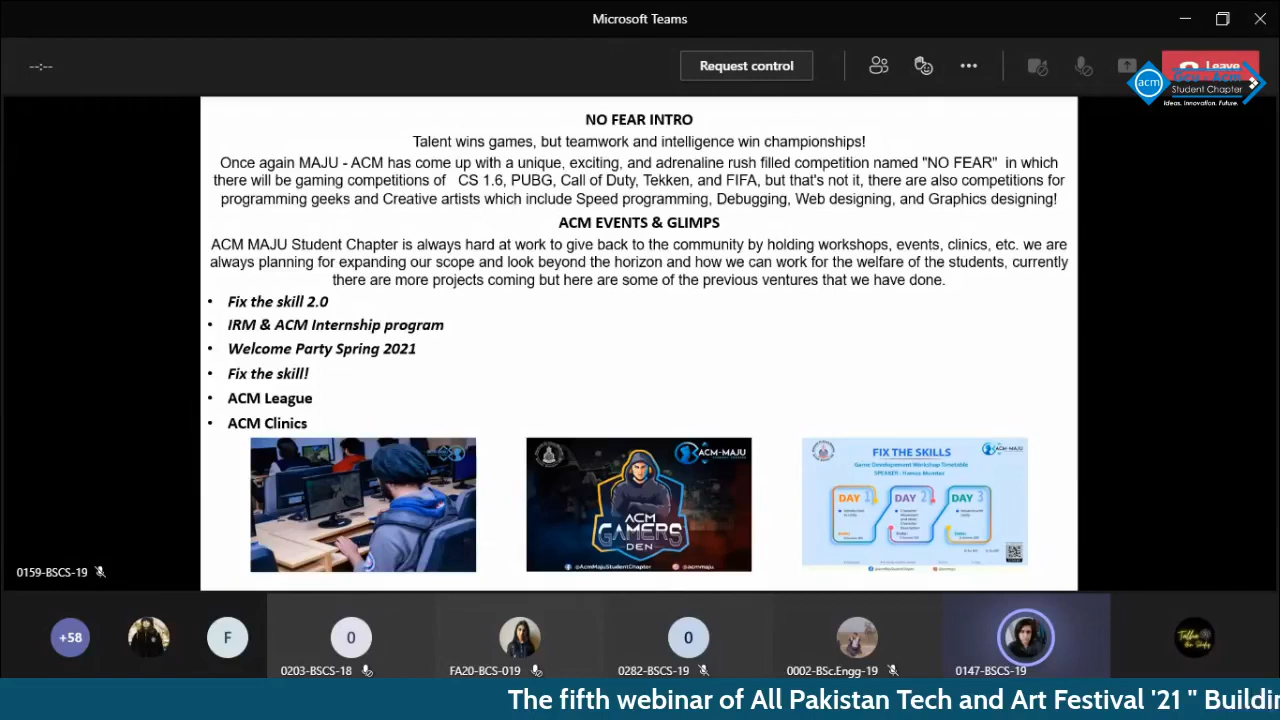 Microsoft Teams
--:--
Request control
Leave
acm
Student Chapter
Ideas. Innovation. Future.
NO FEAR INTRO
Talent wins games, but teamwork and intelligence win championships!
Once again MAJU - ACM has come up with a unique, exciting, and adrenaline rush filled competition named "NO FEAR" in which
there will be gaming competitions of CS 1.6, PUBG, Call of Duty, Tekken, and FIFA, but that's not it, there are also competitions for
programming geeks and Creative artists which include Speed programming, Debugging, Web designing, and Graphics designing!
ACM EVENTS & GLIMPS
ACM MAJU Student Chapter is always hard at work to give back to the community by holding workshops, events, clinics, etc. we are
always planning for expanding our scope and look beyond the horizon and how we can work for the welfare of the students, currently
there are more projects coming but here are some of the previous ventures that we have done.
• Fix the skill 2.0
• IRM & ACM Internship program
• Welcome Party Spring 2021
• Fix the skill!
• ACM League
• ACM Clinics
ACM-MAJU
ACM
GAMERS
DEN
@AcmMajuStudentChapter
@acmmaju
ACM-MAJU
FIX THE SKILLS
Game Development Workshop Timetable
DAY 1
DAY 2
DAY 3
0159-BSCS-19
+58
F
0
0
0203-BSCS-18
FA20-BCS-019
0282-BSCS-19
0002-BSc.Engg-19
0147-BSCS-19
The fifth webinar of All Pakistan Tech and Art Festival '21 " Buildin